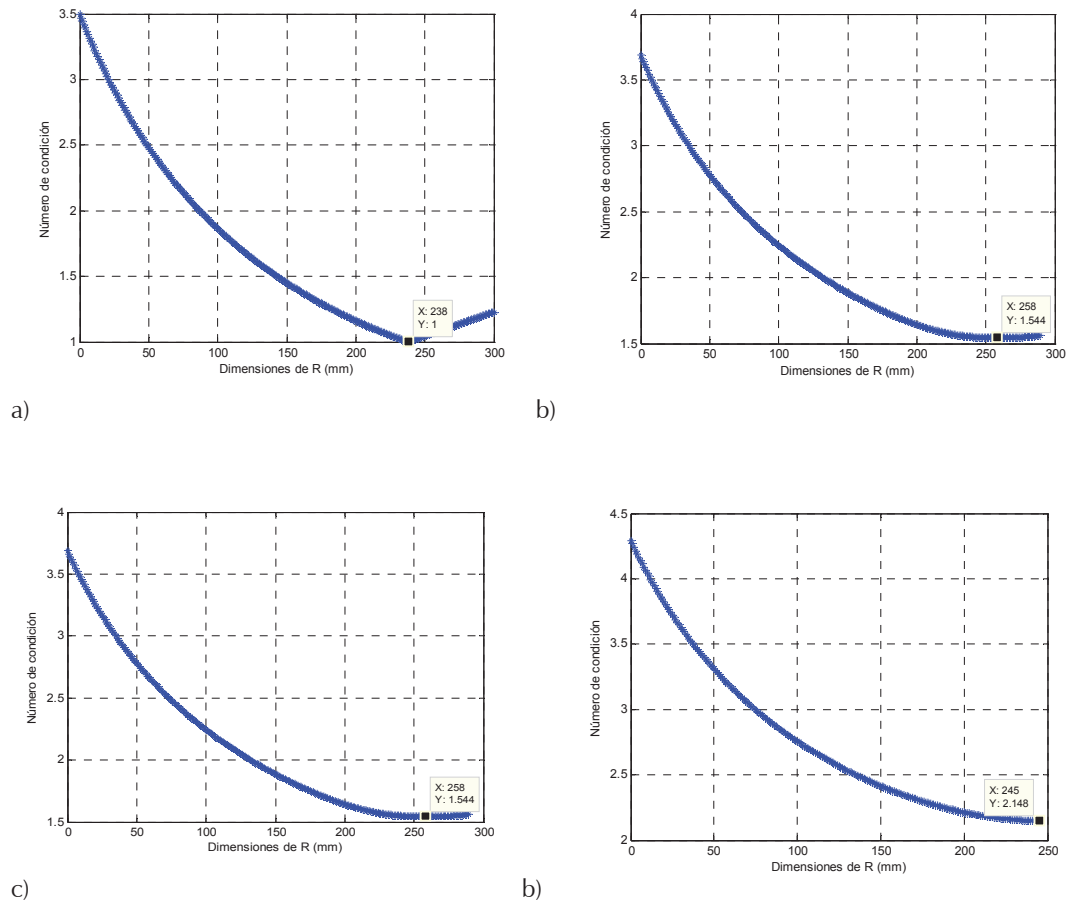 3.5
3
2.5
2
1.5
1
Número de condición
X: 238
Y: 1
0 50 100 150 200 250 300
Dimensiones de R (mm)
a)
4
3.5
3
2.5
2
1.5
Número de condición
X: 258
Y: 1.544
0 50 100 150 200 250 300
Dimensiones de R (mm)
b)
4
3.5
3
2.5
2
1.5
Número de condición
X: 258
Y: 1.544
0 50 100 150 200 250 300
Dimensiones de R (mm)
c)
4.5
4
3.5
3
2.5
2
Número de condición
X: 245
Y: 2.148
0 50 100 150 200 250
Dimensiones de R (mm)
b)